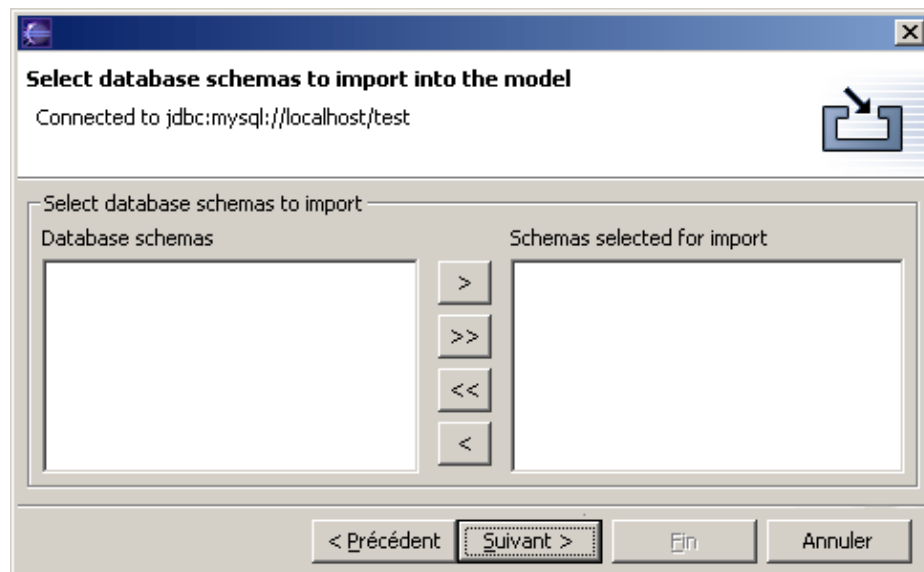 Select database schemas to import into the model
Connected to jdbc:mysql://localhost/test
Select database schemas to import
Database schemas
Schemas selected for import
>
>>
<<
<
< Précédent
Suivant >
Fin
Annuler